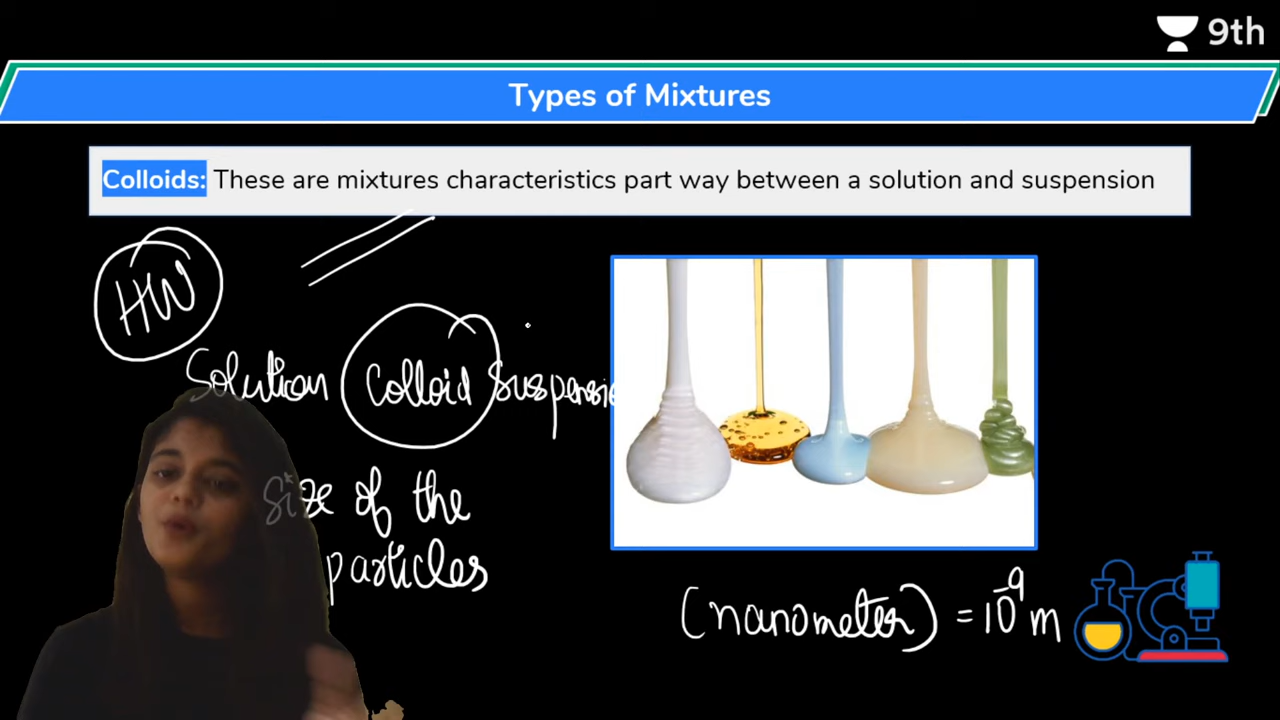 9th
Types of Mixtures
Colloids: These are mixtures characteristics part way between a solution and suspension
HW
Solution Colloid suspensio
Size of the
particles
(nanometer) = 10⁻⁹ m